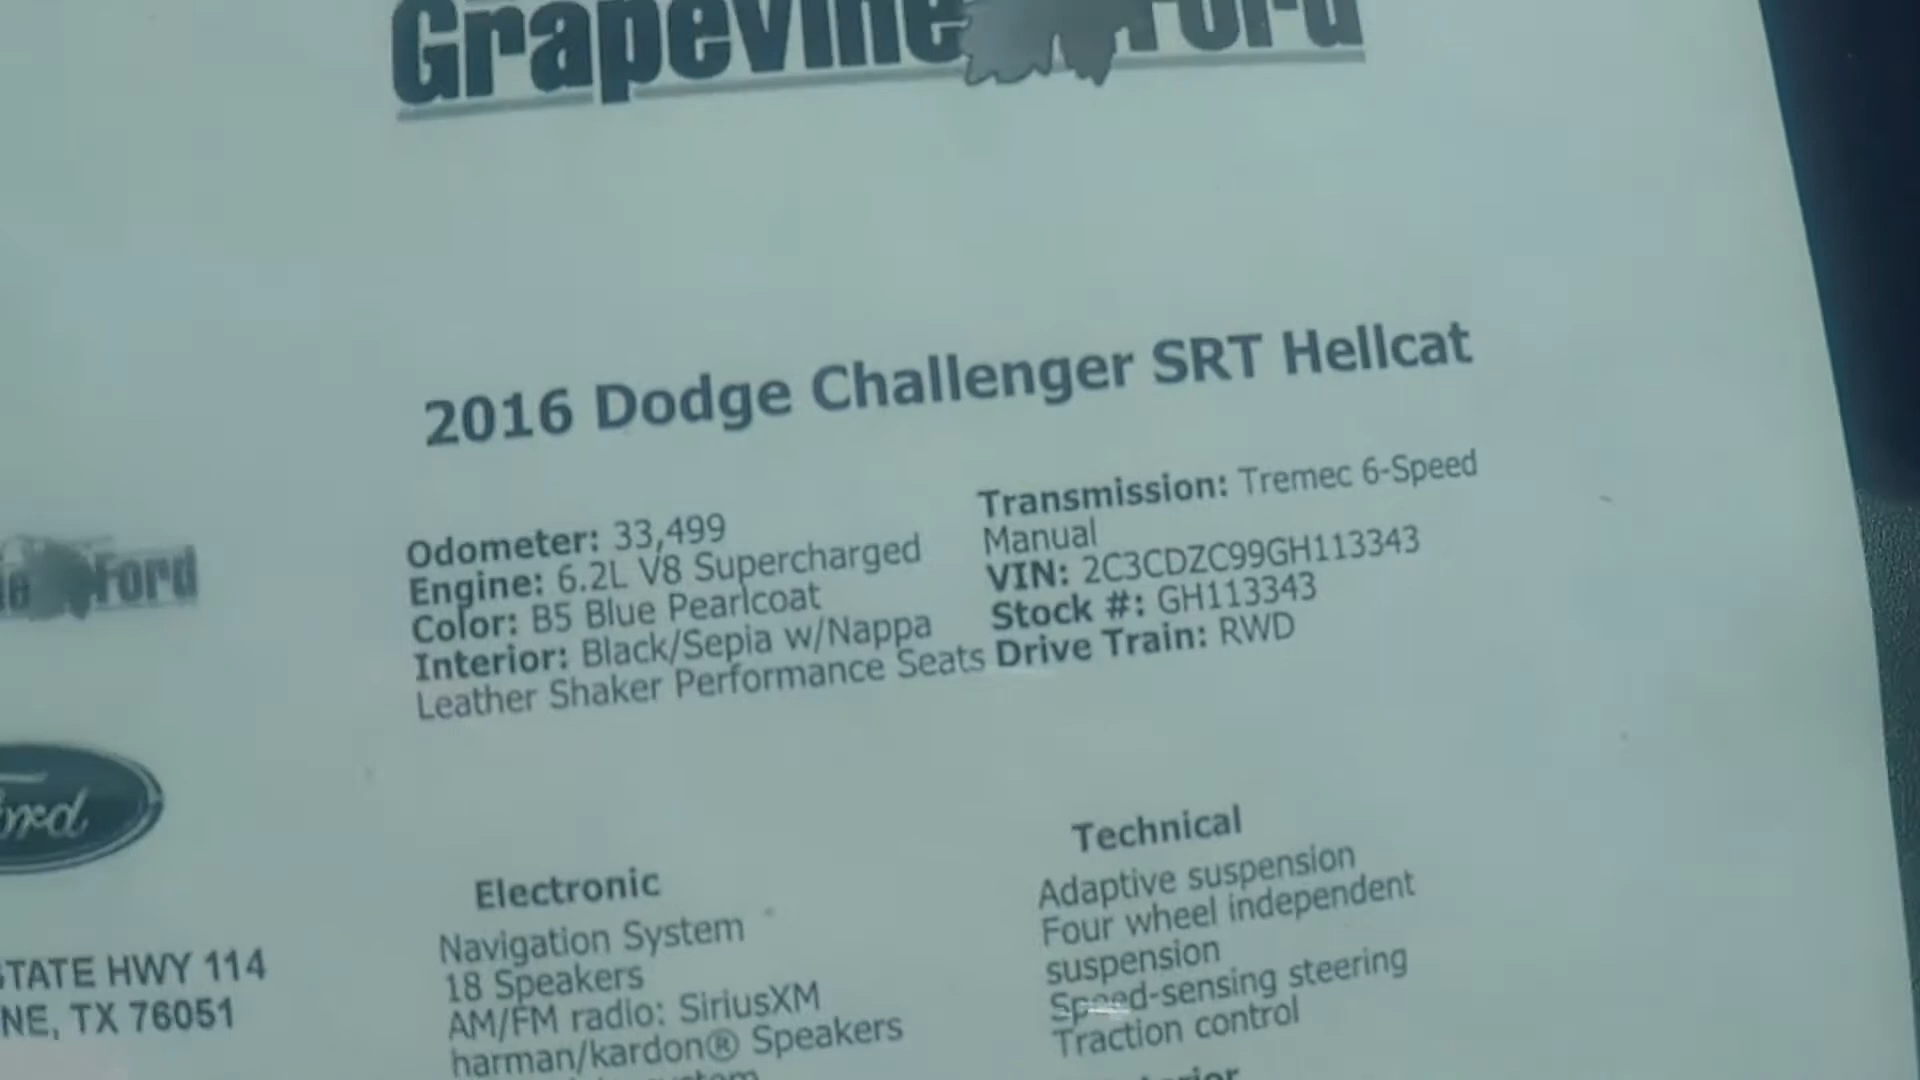 Grapevine Ford
2016 Dodge Challenger SRT Hellcat
Odometer: 33,499
Engine: 6.2L V8 Supercharged
Color: B5 Blue Pearlcoat
Interior: Black/Sepia w/Nappa
Leather Shaker Performance Seats
Transmission: Tremec 6-Speed
Manual
VIN: 2C3CDZC99GH113343
Stock #: GH113343
Drive Train: RWD
Ford
Ford
STATE HWY 114
NE, TX 76051
Electronic
Navigation System
18 Speakers
AM/FM radio: SiriusXM
harman/kardon® Speakers
Technical
Adaptive suspension
Four wheel independent
suspension
Speed-sensing steering
Traction control